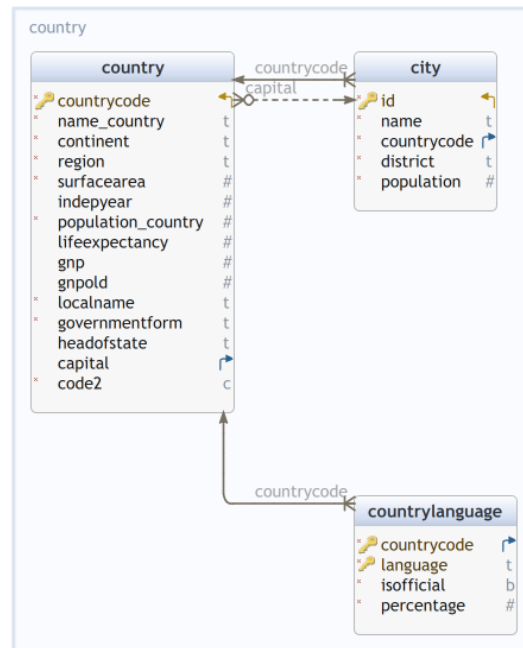 country
country
countrycode
name_country t
continent t
region t
surfacearea #
indepyear #
population_country #
lifeexpectancy #
gnp #
gnpold #
localname t
governmentform t
headofstate t
capital
code2 c
countrycode
capital
city
id
name t
countrycode
district t
population #
countrycode
countrylanguage
countrycode
language t
isofficial b
percentage #